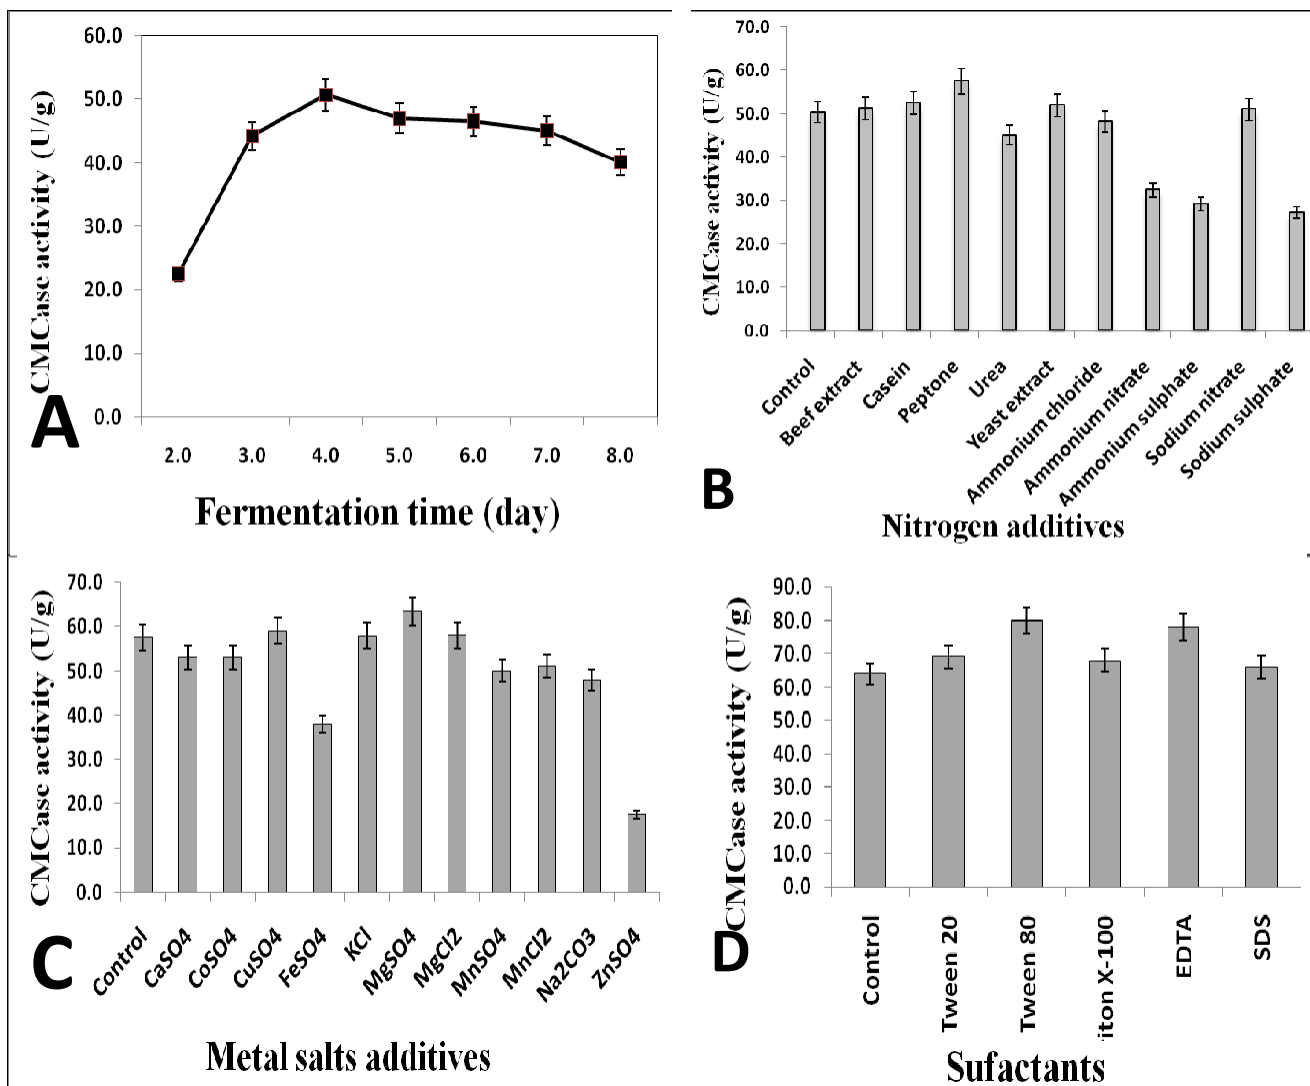 60.0
50.0
40.0
30.0
20.0
10.0
0.0
CMCase activity (U/g)
A
2.0 3.0 4.0 5.0 6.0 7.0 8.0
Fermentation time (day)
70.0
60.0
50.0
40.0
30.0
20.0
10.0
0.0
CMCase activity (U/g)
Control
Beef extract
Casein
Peptone
Urea
Yeast extract
Ammonium chloride
Ammonium nitrate
Ammonium sulphate
Sodium nitrate
Sodium sulphate
B
Nitrogen additives
70.0
60.0
50.0
40.0
30.0
20.0
10.0
0.0
CMCase activity (U/g)
Control
CaSO4
CoSO4
CuSO4
FeSO4
KCl
MgSO4
MgCl2
MnSO4
MnCl2
Na2CO3
ZnSO4
C
Metal salts additives
90.0
80.0
70.0
60.0
50.0
40.0
30.0
20.0
10.0
0.0
CMCase activity (U/g)
Control
Tween 20
Tween 80
iton X-100
EDTA
SDS
D
Sufactants